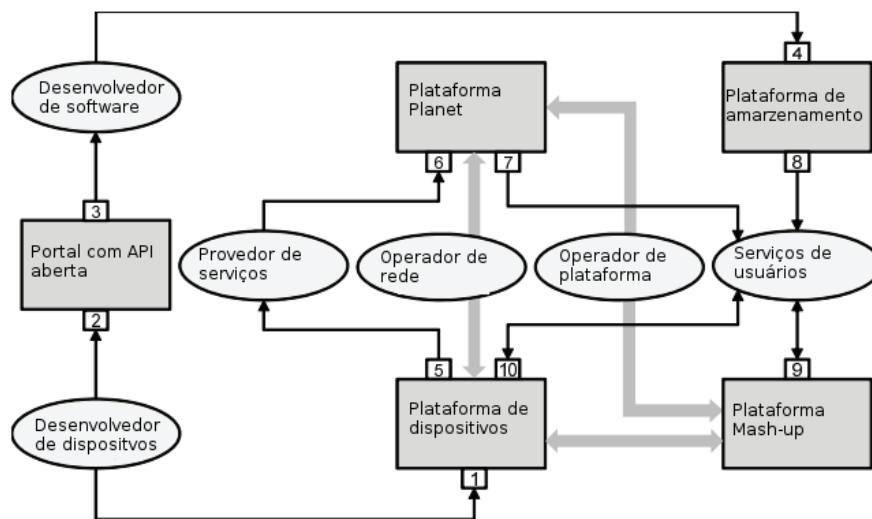 4
Desenvolvedor
de software
Plataforma
Planet
Plataforma de
amarzenamento
6
7
8
3
Portal com API
aberta
Provedor de
serviços
Operador de
rede
Operador de
plataforma
Serviços de
usuários
2
5
10
9
Desenvolvedor
de dispositvos
Plataforma de
dispositivos
Plataforma
Mash-up
1